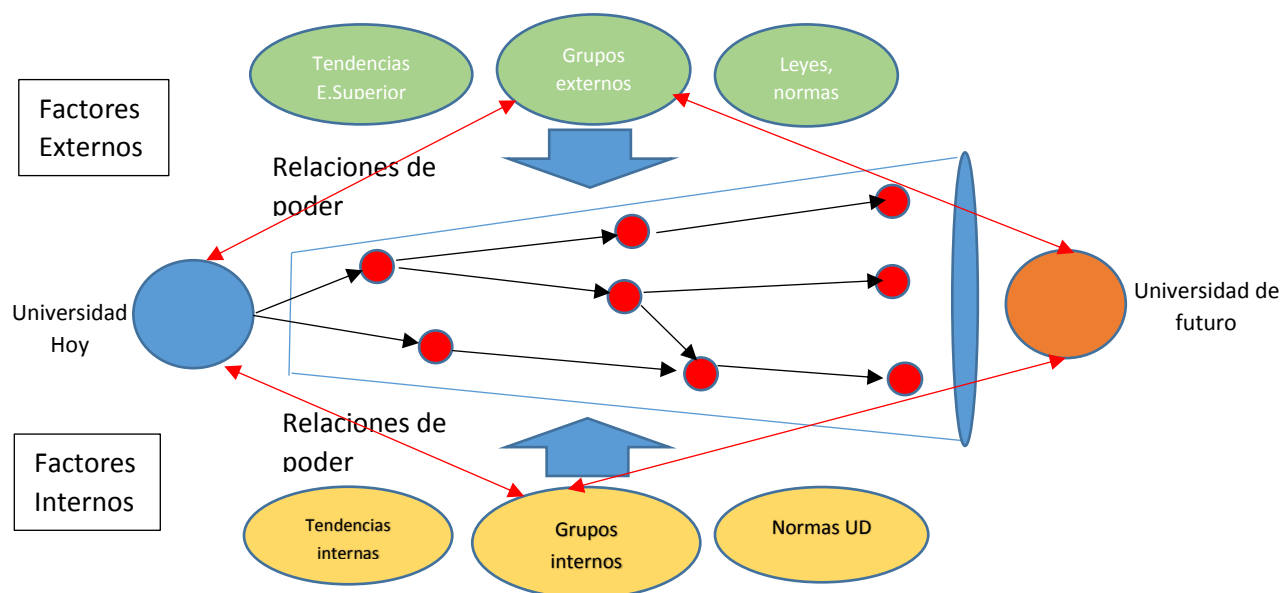 Tendencias
E.Superior
Grupos
externos
Leyes,
normas
Factores
Externos
Relaciones de
poder
Universidad
Hoy
Universidad de
futuro
Relaciones de
poder
Factores
Internos
Tendencias
internas
Grupos
internos
Normas UD